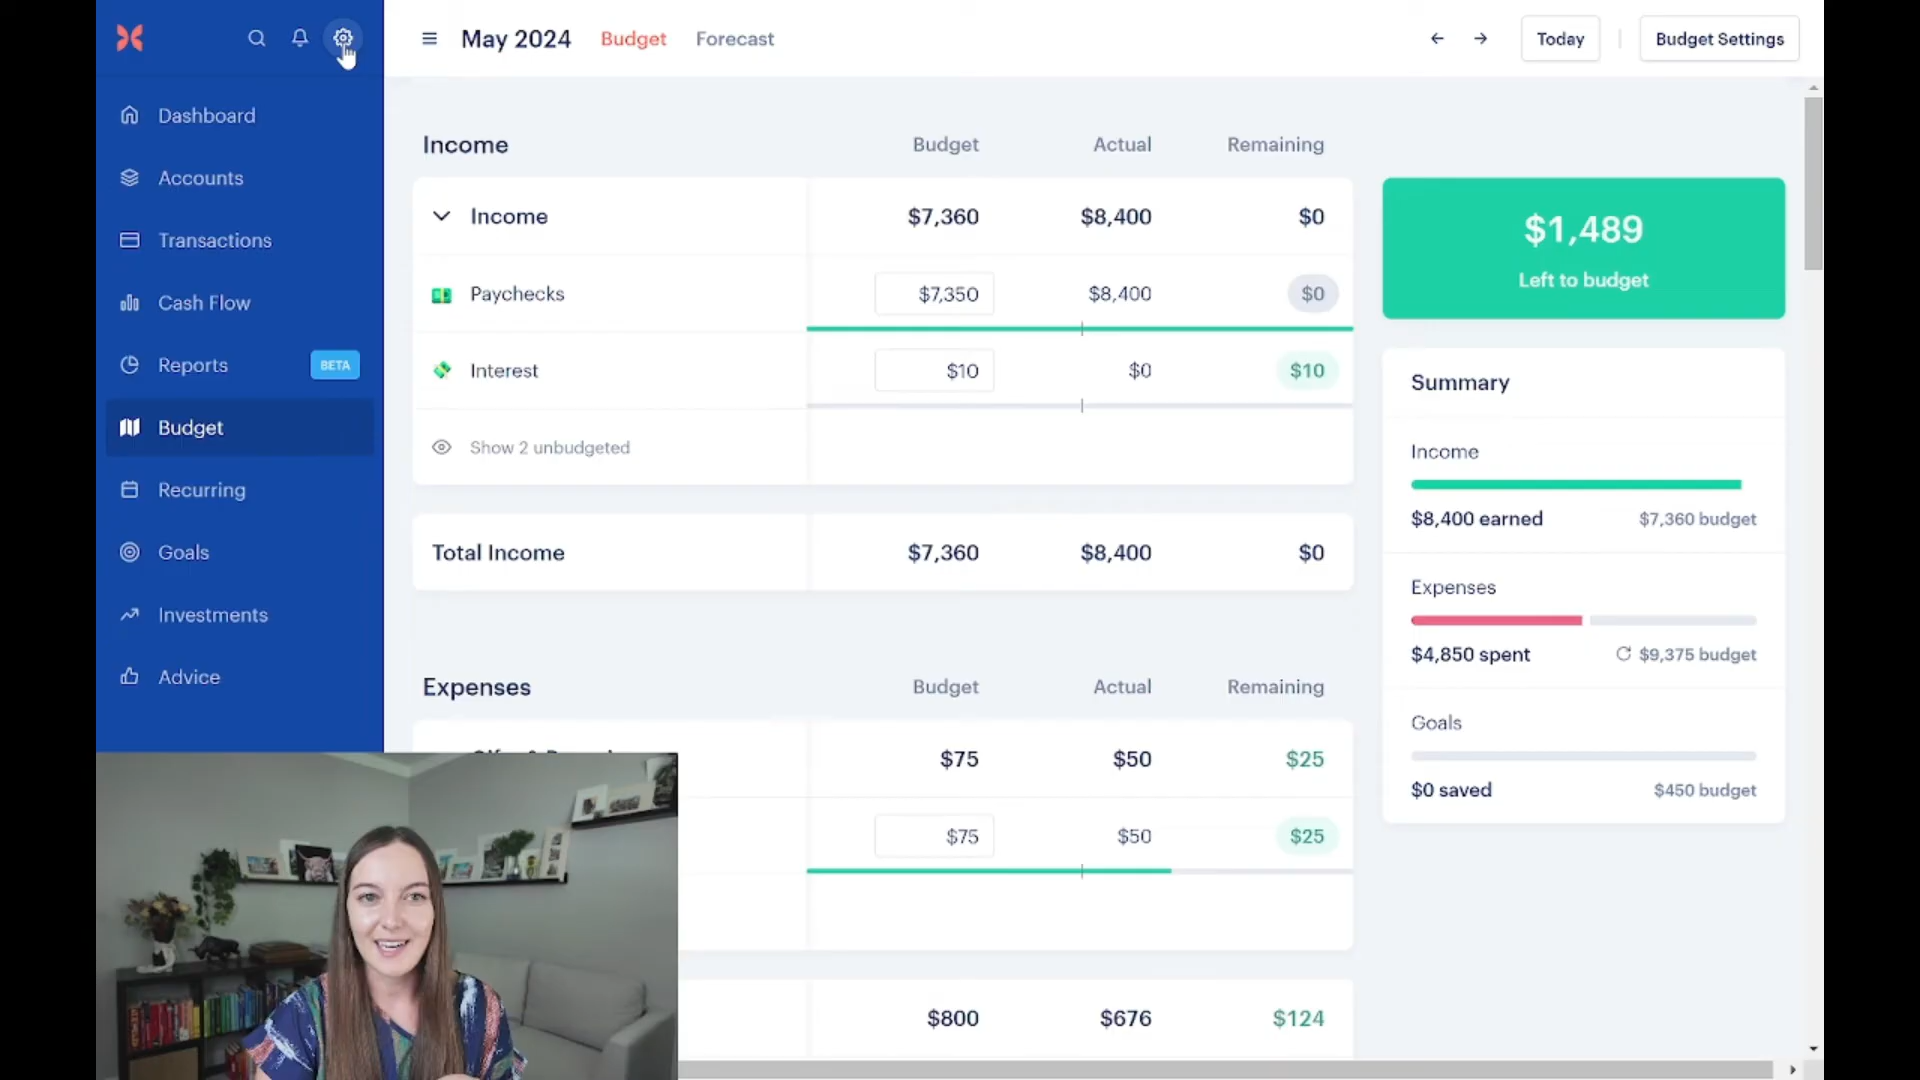 May 2024 Budget Forecast Today Budget Settings
Dashboard
Accounts
Transactions
Cash Flow
Reports BETA
Budget
Recurring
Goals
Investments
Advice
Income Budget Actual Remaining
Income $7,360 $8,400 $0
Paychecks $7,350 $8,400 $0
Interest $10 $0 $10
Show 2 unbudgeted
Total Income $7,360 $8,400 $0
Expenses Budget Actual Remaining
$75 $50 $25
$75 $50 $25
$800 $676 $124
$1,489
Left to budget
Summary
Income
$8,400 earned $7,360 budget
Expenses
$4,850 spent $9,375 budget
Goals
$0 saved $450 budget